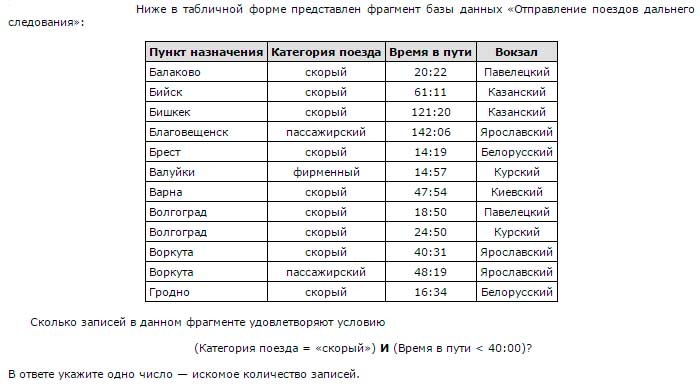 Ниже в табличной форме представлен фрагмент базы данных «Отправление поездов дальнего
следования»:
Пункт назначения Категория поезда Время в пути Вокзал
Балаково скорый 20:22 Павелецкий
Бийск скорый 61:11 Казанский
Бишкек скорый 121:20 Казанский
Благовещенск пассажирский 142:06 Ярославский
Брест скорый 14:19 Белорусский
Валуйки фирменный 14:57 Курский
Варна скорый 47:54 Киевский
Волгоград скорый 18:50 Павелецкий
Волгоград скорый 24:50 Курский
Воркута скорый 40:31 Ярославский
Воркута пассажирский 48:19 Ярославский
Гродно скорый 16:34 Белорусский
Сколько записей в данном фрагменте удовлетворяют условию
(Категория поезда = «скорый») И (Время в пути < 40:00)?
В ответе укажите одно число — искомое количество записей.